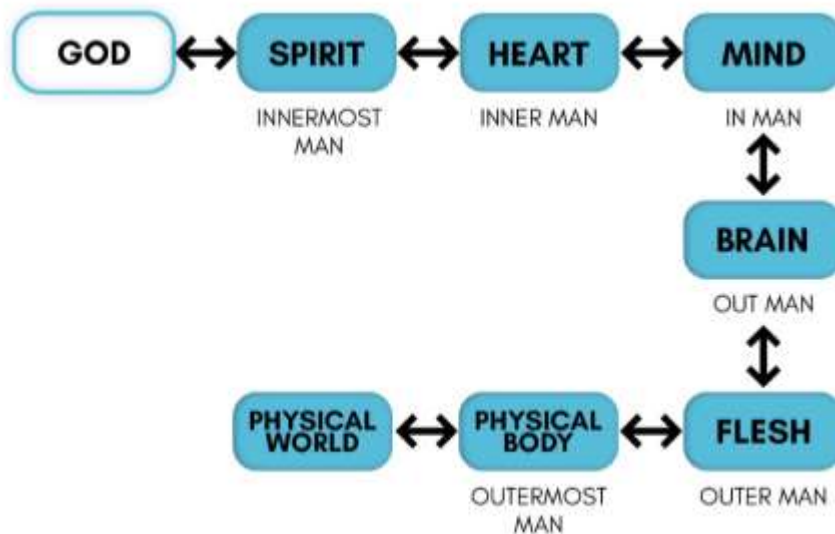 GOD
SPIRIT
HEART
MIND
INNERMOST
MAN
INNER MAN
IN MAN
BRAIN
OUT MAN
PHYSICAL
WORLD
PHYSICAL
BODY
FLESH
OUTERMOST
MAN
OUTER MAN